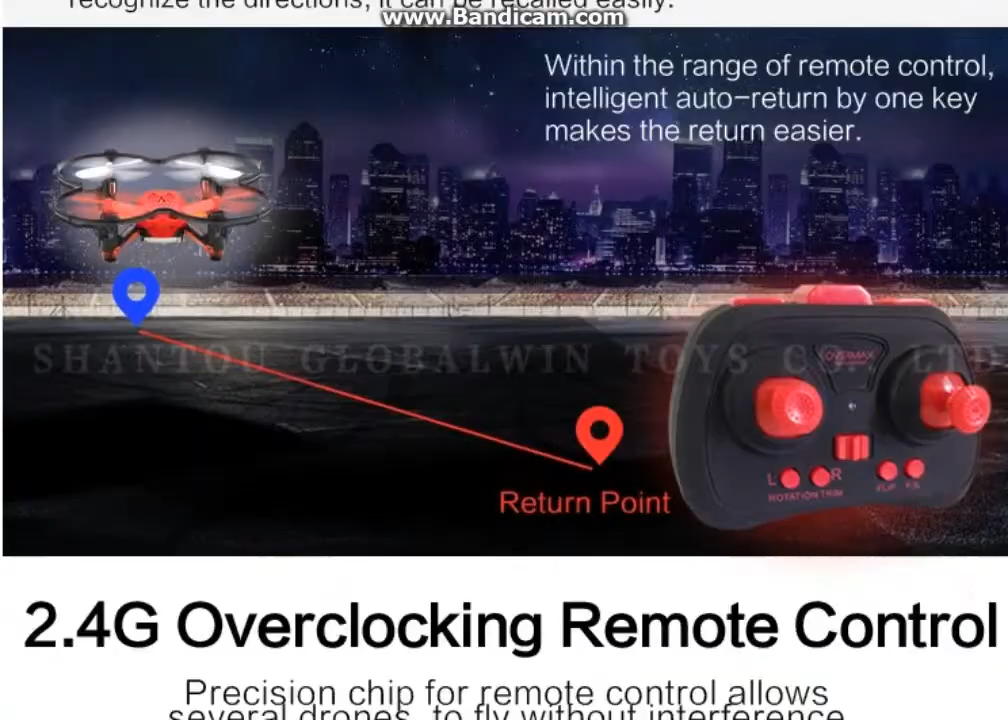 recognize the directions, it can be recalled easily.
www.Bandicam.com
Within the range of remote control,
intelligent auto-return by one key
makes the return easier.
SHANTOU GLOBALWIN TOYS CO., LTD
OVERMAX
L R
ROTATION TRIM
FLIP
Return Point
2.4G Overclocking Remote Control
Precision chip for remote control allows
several drones to fly without interference